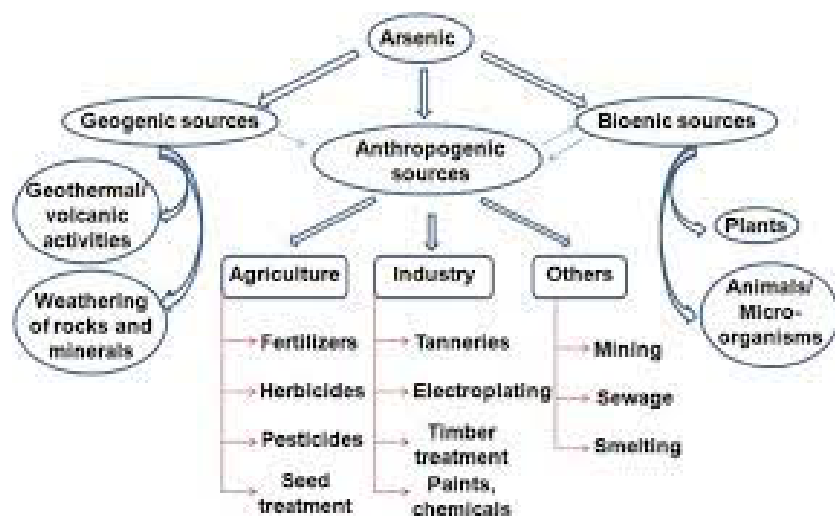 Arsenic
Geogenic sources
Bioenic sources
Anthropogenic
sources
Geothermal/
volcanic
activities
Weathering
of rocks and
minerals
Plants
Animals/
Micro-
organisms
Agriculture
Fertilizers
Herbicides
Pesticides
Seed
treatment
Industry
Tanneries
Electroplating
Timber
treatment
Paints,
chemicals
Others
Mining
Sewage
Smelting